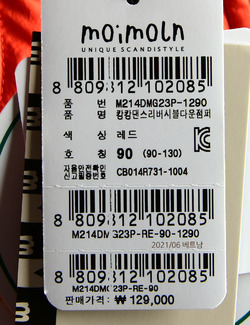 moimoln
UNIQUE SCANDISTYLE
8 809312 102085
품 번 M214DMG23P-1290
품 명 킹킹덴스리버시블다운점퍼
색 상 레드
호 칭 90 (90-130)
자율안전확인
신고필증번호 CB014R731-1004
8 809312 102085
M214DMG23P-RE-90-1290
2021/06 베트남
8 809312 102085
M214DMG23P-RE-90
판매가격: ₩129,000